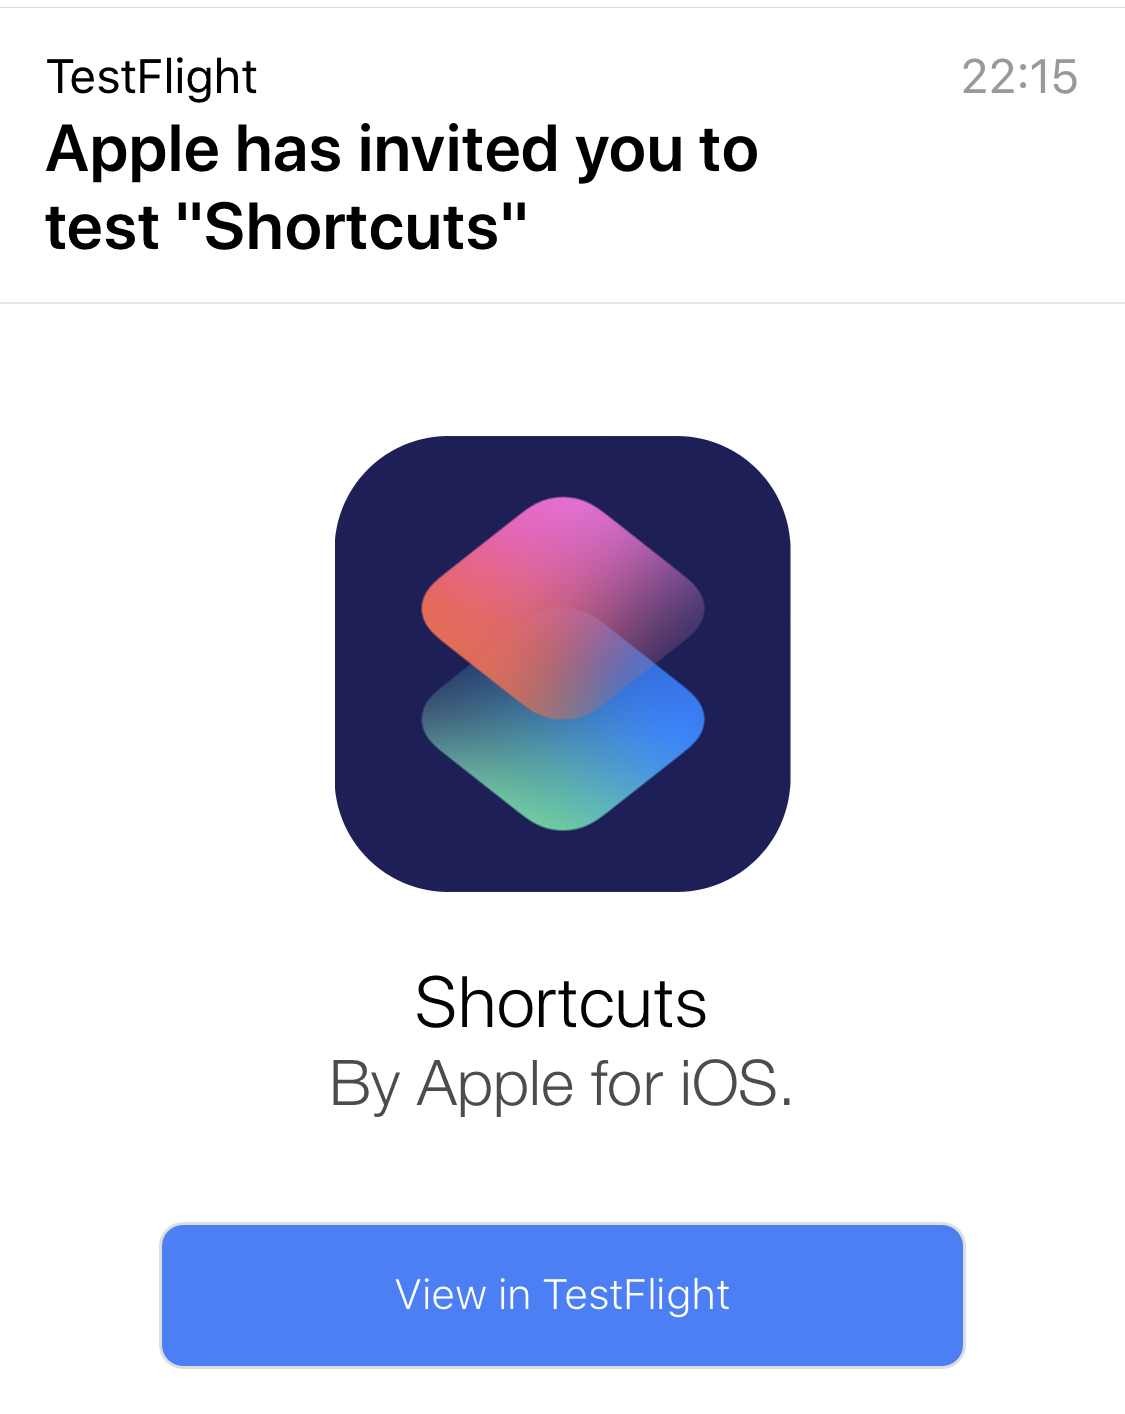 TestFlight
22:15
Apple has invited you to
test "Shortcuts"
Shortcuts
By Apple for iOS.
View in TestFlight